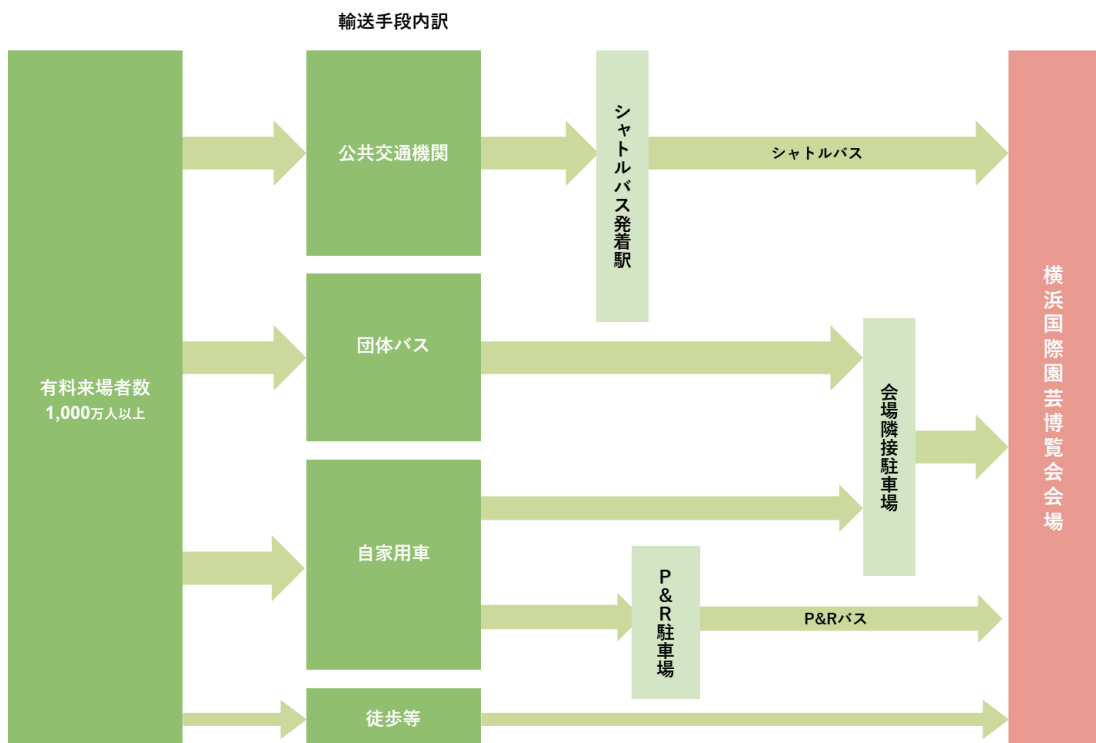 輸送手段内訳
有料来場者数
1,000万人以上
公共交通機関
シャトルバス発着駅
シャトルバス
団体バス
会場隣接駐車場
自家用車
P&R駐車場
P&Rバス
徒歩等
横浜国際園芸博覧会会場